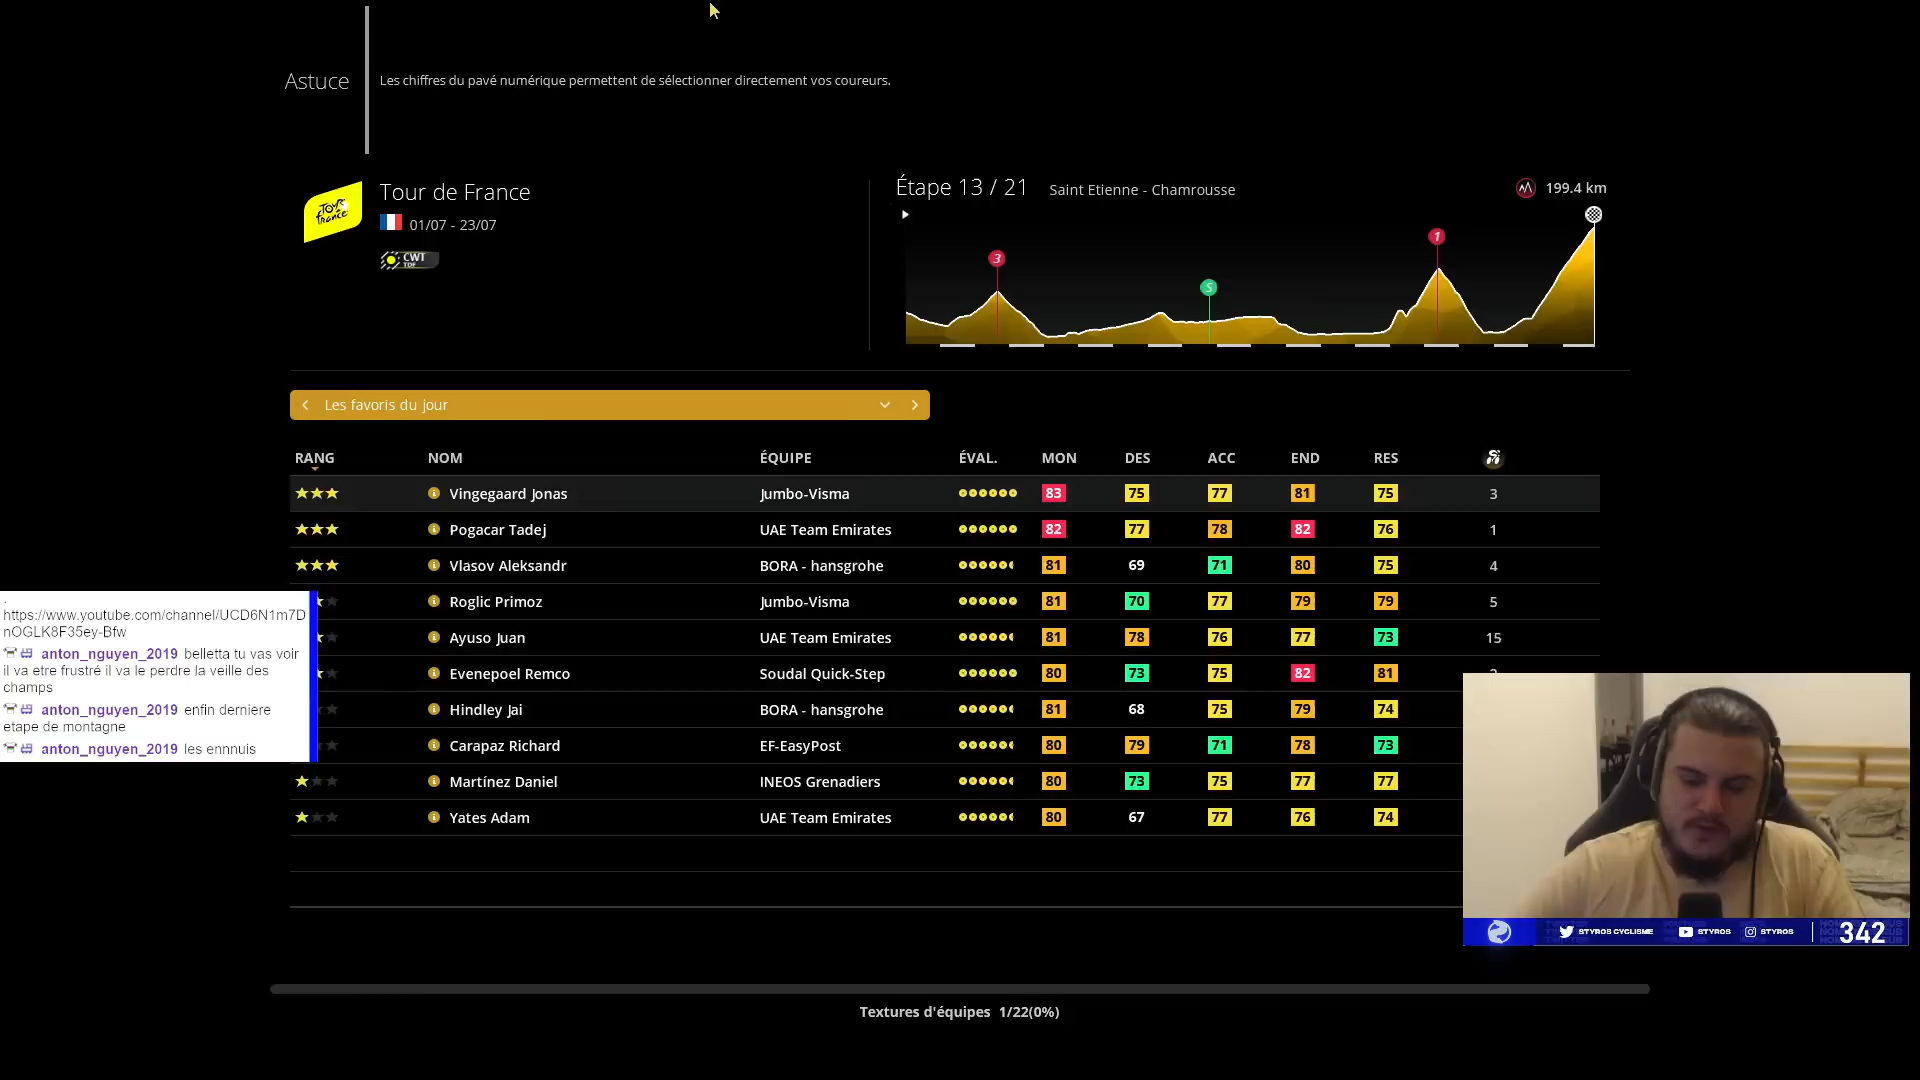 Astuce
Les chiffres du pavé numérique permettent de sélectionner directement vos coureurs.
TOUR de france
Tour de France
01/07 - 23/07
CWT
TDF
Étape 13 / 21 Saint Etienne - Chamrousse 199.4 km
3
S
1
Les favoris du jour
RANG NOM ÉQUIPE ÉVAL. MON DES ACC END RES
Vingegaard Jonas Jumbo-Visma 83 75 77 81 75 3
Pogacar Tadej UAE Team Emirates 82 77 78 82 76 1
Vlasov Aleksandr BORA - hansgrohe 81 69 71 80 75 4
Roglic Primoz Jumbo-Visma 81 70 77 79 79 5
Ayuso Juan UAE Team Emirates 81 78 76 77 73 15
Evenepoel Remco Soudal Quick-Step 80 73 75 82 81
Hindley Jai BORA - hansgrohe 81 68 75 79 74
Carapaz Richard EF-EasyPost 80 79 71 78 73
Martínez Daniel INEOS Grenadiers 80 73 75 77 77
Yates Adam UAE Team Emirates 80 67 77 76 74
https://www.youtube.com/channel/UCD6N1m7D
nOGLK8F35ey-Bfw
anton_nguyen_2019 belletta tu vas voir
il va etre frustré il va le perdre la veille des
champs
anton_nguyen_2019 enfin derniere
etape de montagne
anton_nguyen_2019 les ennnuis
STYROS CYCLISME STYROS STYROS 342
Textures d'équipes 1/22(0%)